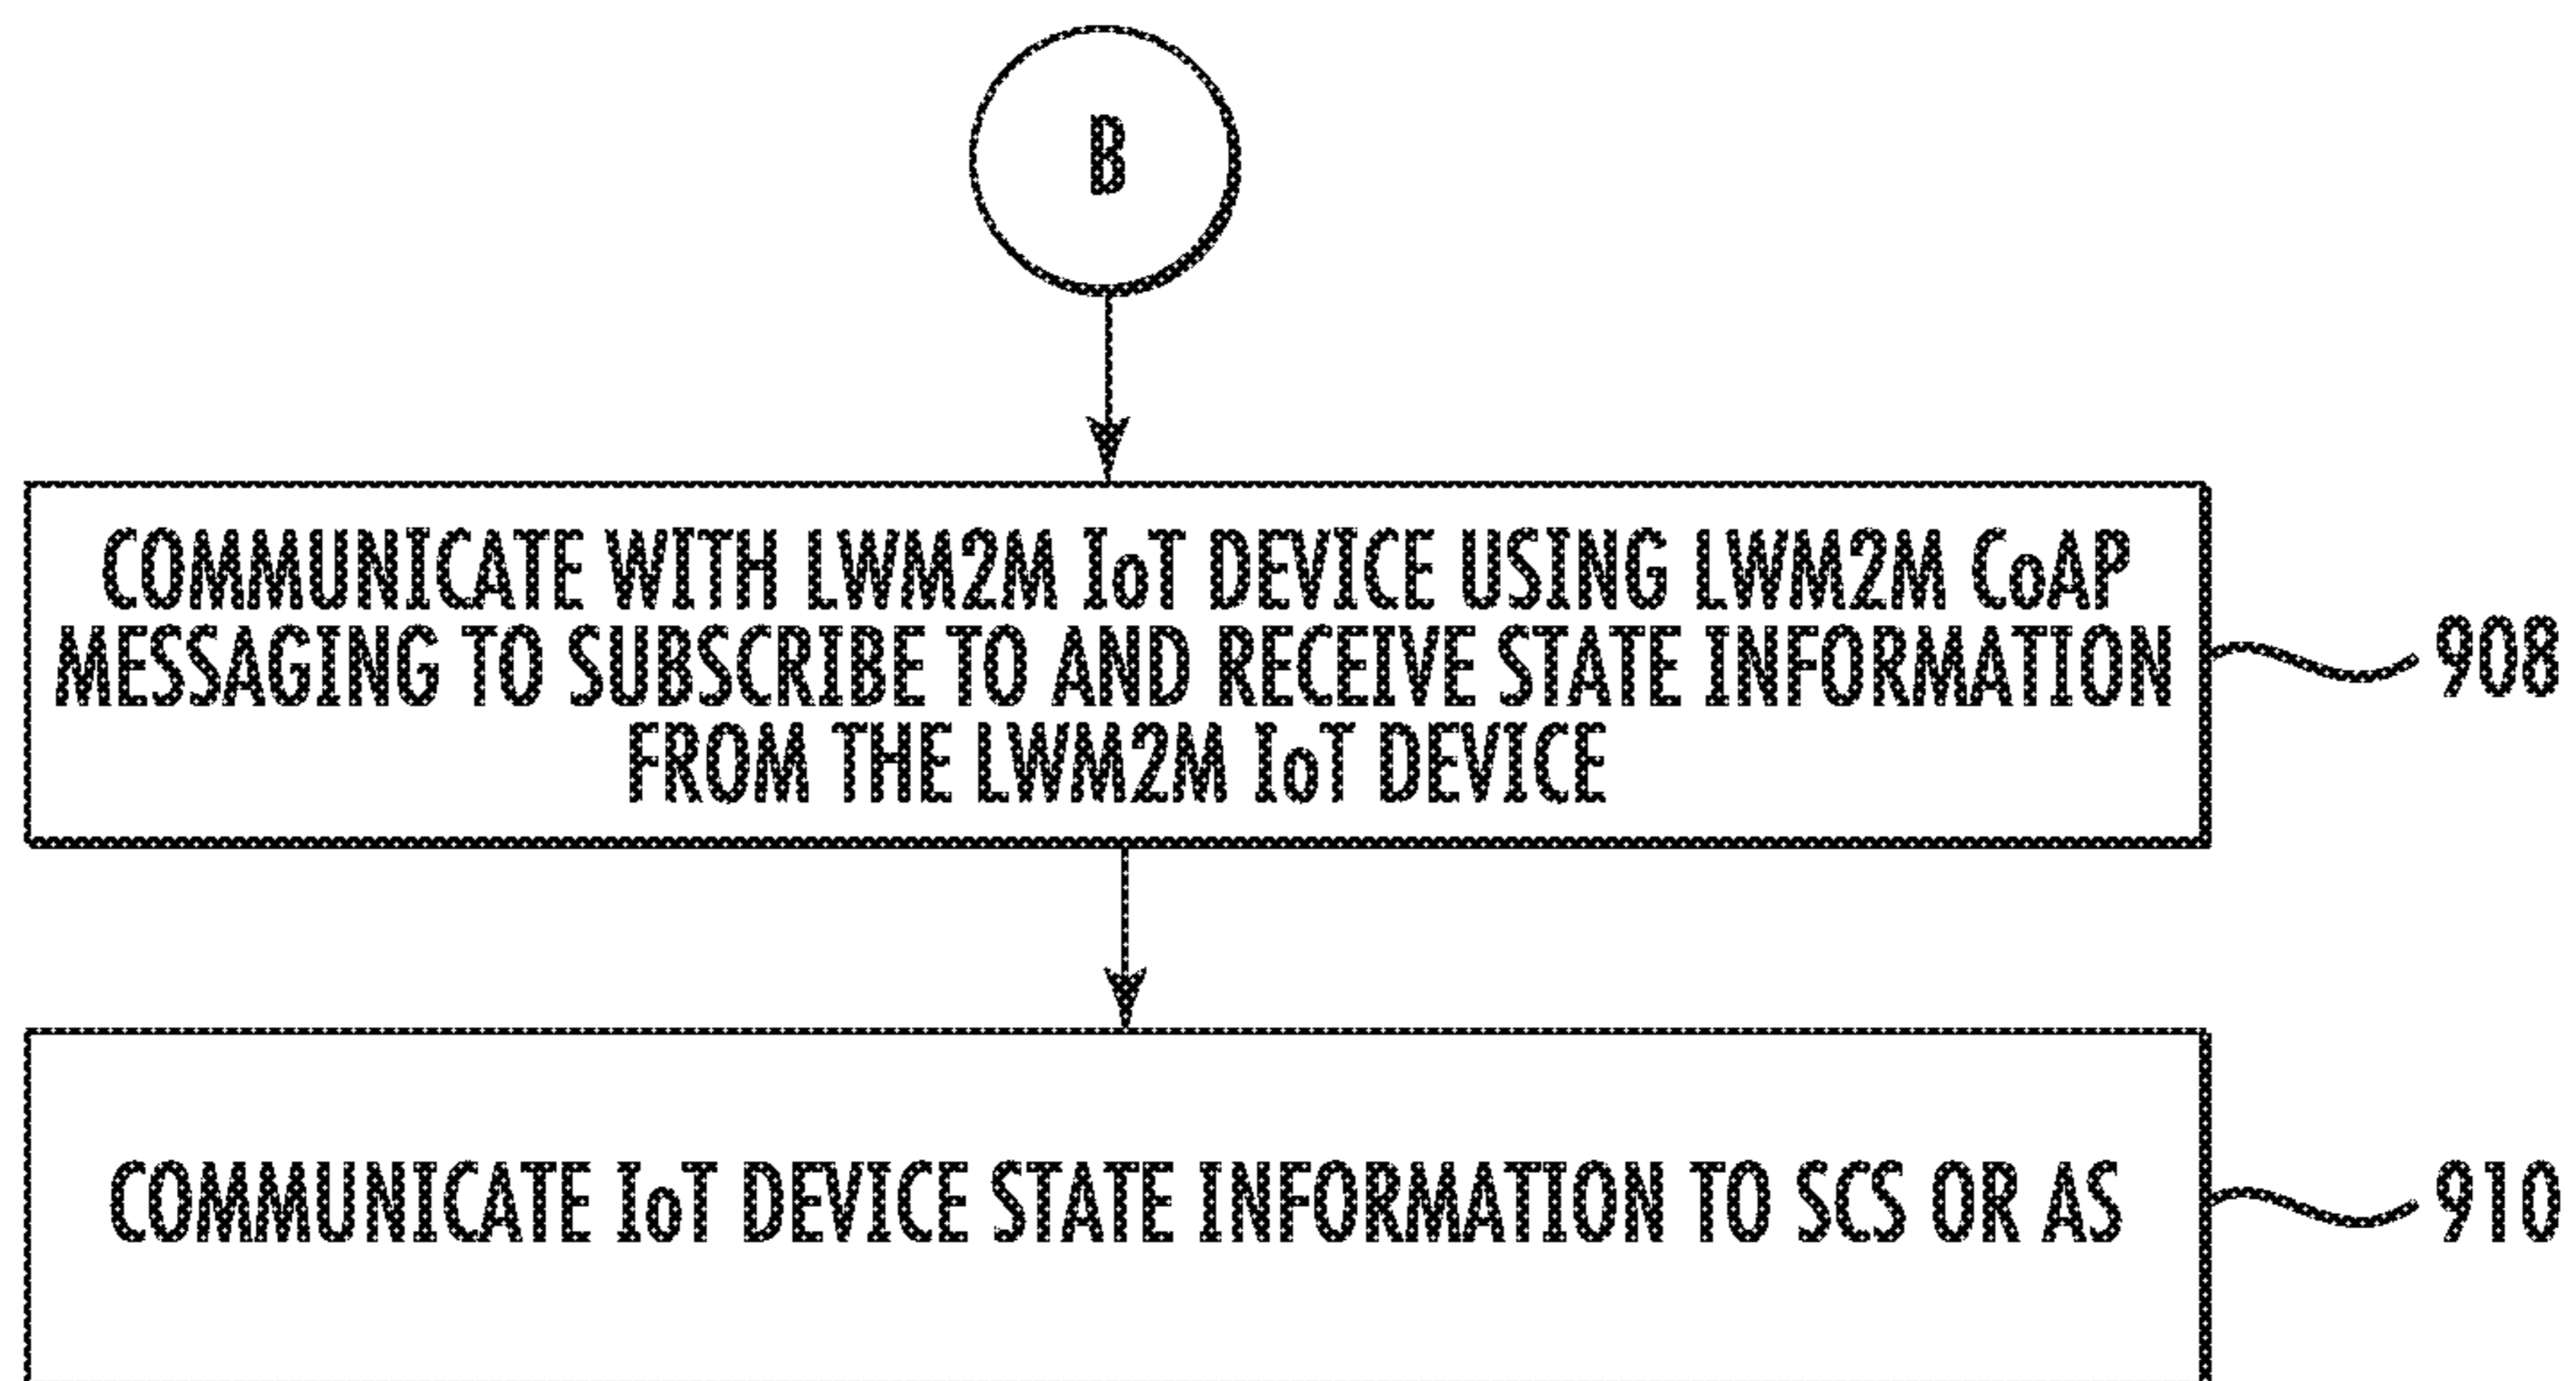 B
COMMUNICATE WITH LWM2M IoT DEVICE USING LWM2M CoAP
MESSAGING TO SUBSCRIBE TO AND RECEIVE STATE INFORMATION
FROM THE LWM2M IoT DEVICE
908
COMMUNICATE IoT DEVICE STATE INFORMATION TO SCS OR AS
910